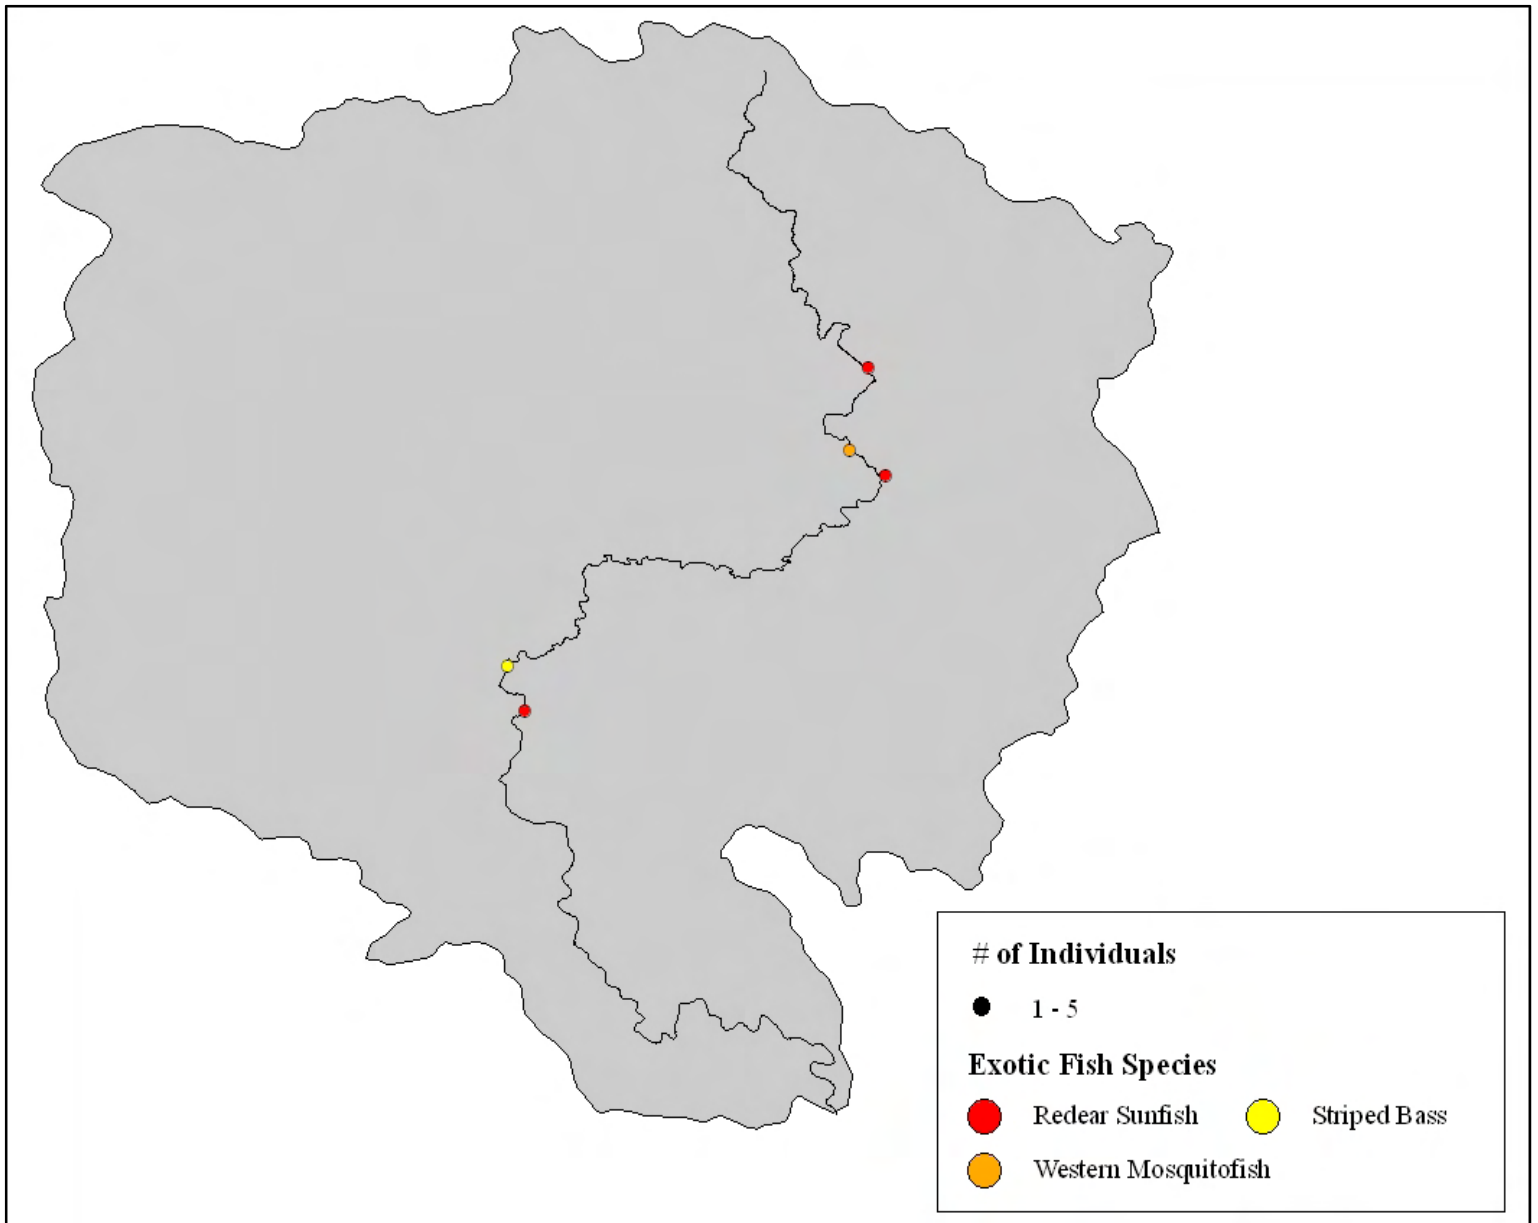 # of Individuals
1 - 5
Exotic Fish Species
Redear Sunfish
Striped Bass
Western Mosquitofish